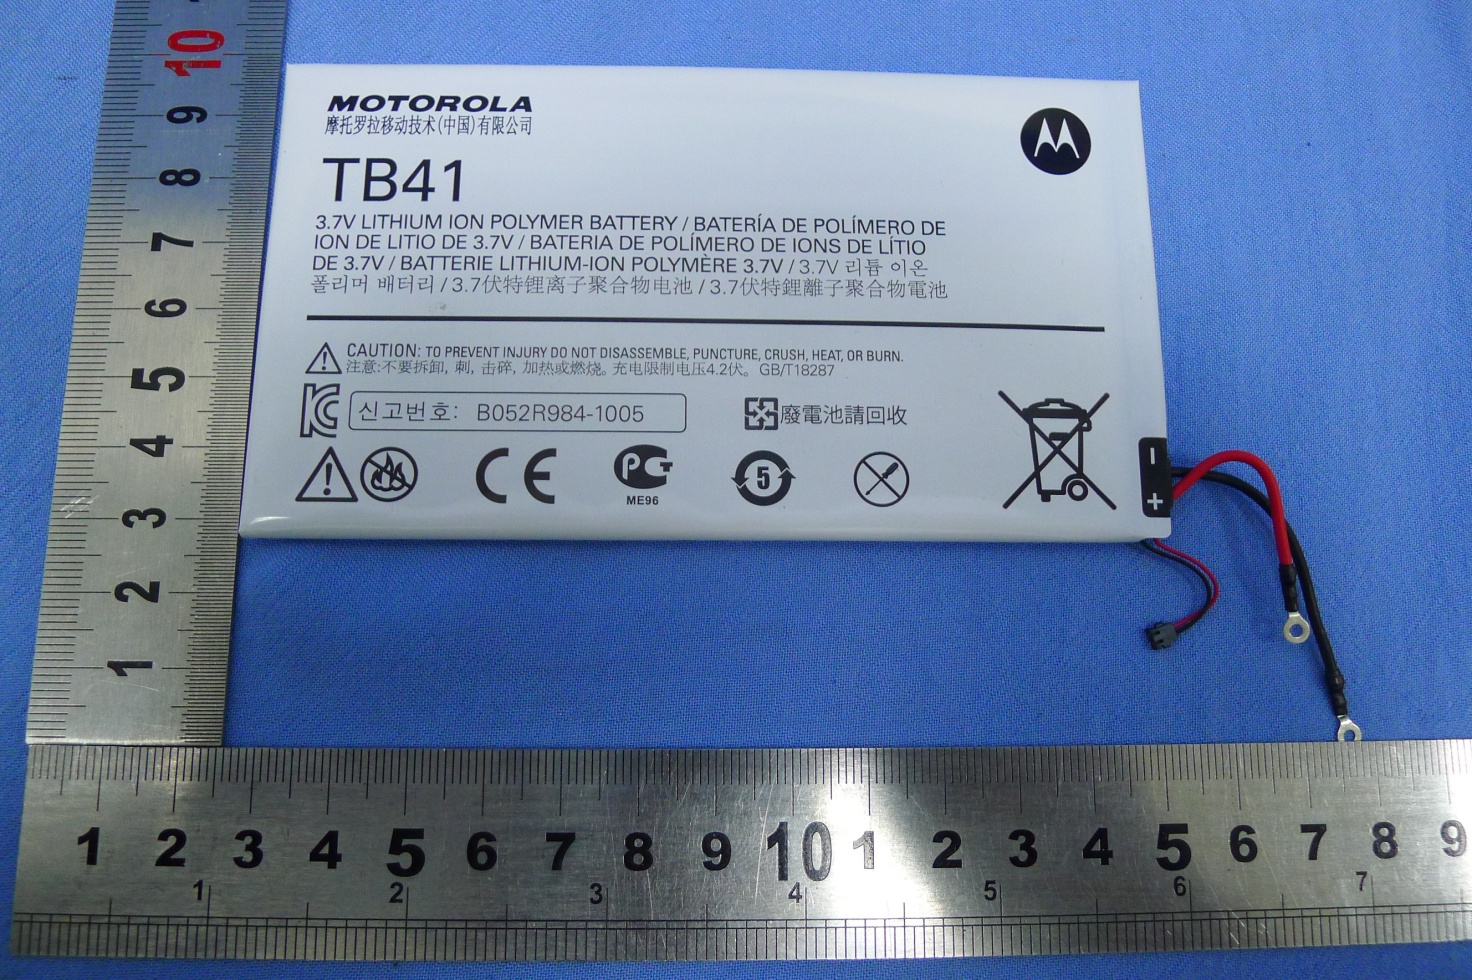 MOTOROLA
摩托罗拉移动技术(中国)有限公司
TB41
3.7V LITHIUM ION POLYMER BATTERY / BATERÍA DE POLÍMERO DE
ION DE LITIO DE 3.7V / BATERIA DE POLÍMERO DE IONS DE LÍTIO
DE 3.7V / BATTERIE LITHIUM-ION POLYMÈRE 3.7V / 3.7V 리튬 이온
폴리머 배터리 / 3.7伏特锂离子聚合物电池 / 3.7伏特鋰離子聚合物電池
CAUTION: TO PREVENT INJURY DO NOT DISASSEMBLE, PUNCTURE, CRUSH, HEAT, OR BURN.
注意:不要拆卸, 刺, 击碎, 加热或燃烧。充电限制电压4.2伏。 GB/T18287
신고번호: B052R984-1005
廢電池請回收
CE
PCT
ME96
5
-
+
10
9
8
7
6
5
4
3
2
1
1 2 3 4 5 6 7 8 9 10 1 2 3 4 5 6 7 8 9
1 2 3 4 5 6 7